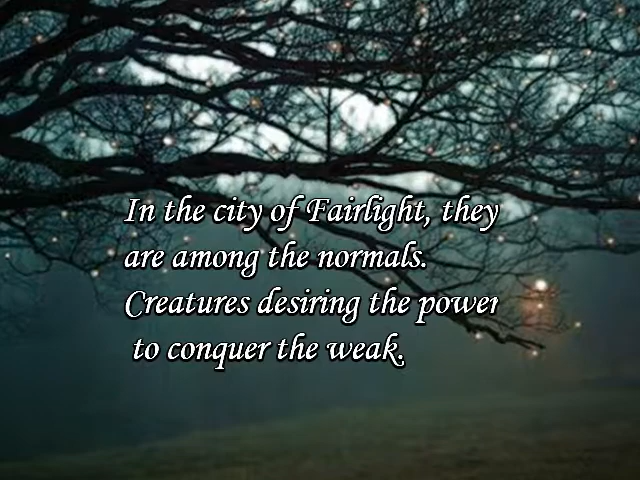 In the city of Fairlight, they
are among the normals.
Creatures desiring the power
to conquer the weak.